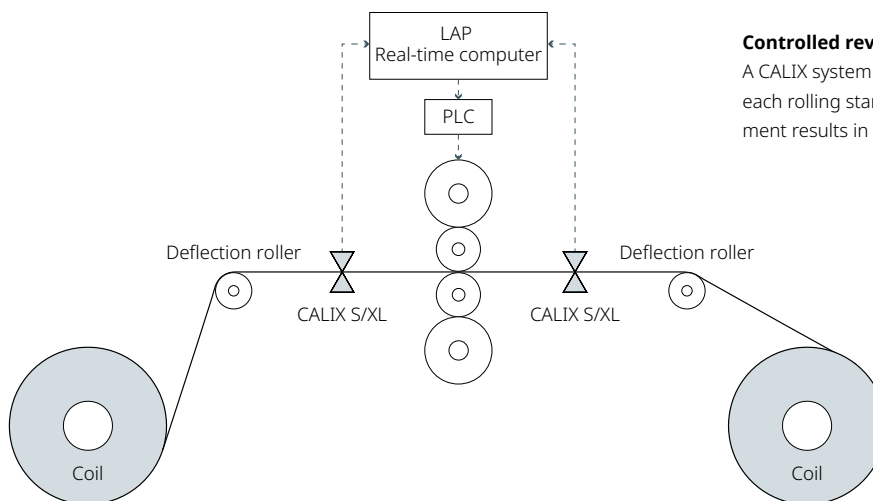 LAP
Real-time computer
PLC
Controlled rev
A CALIX system
each rolling star
ment results in
Deflection roller
Deflection roller
CALIX S/XL
CALIX S/XL
Coil
Coil